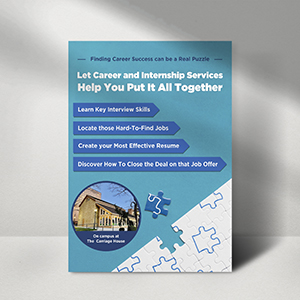 Finding Career Success can be a Real Puzzle
Let Career and Internship Services
Help You Put It All Together
Learn Key Interview Skills
Locate those Hard-To-Find Jobs
Create your Most Effective Resume
Discover How To Close the Deal on that Job Offer
On campus at
The Carriage House